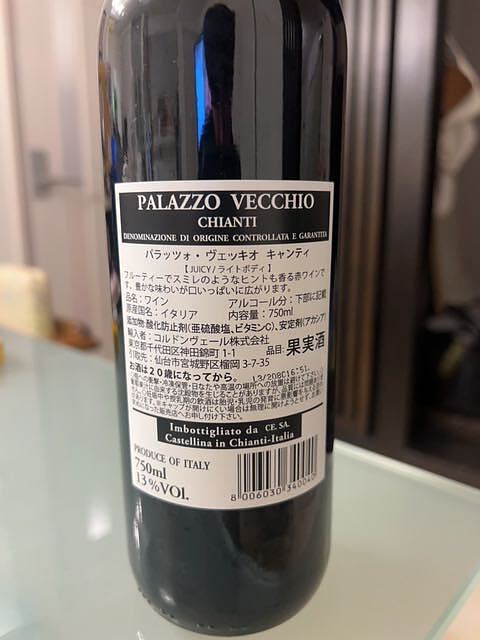 PALAZZO VECCHIO
CHIANTI
DENOMINAZIONE DI ORIGINE CONTROLLATA E GARANTITA
パラッツォ・ヴェッキオ キャンティ
【JUICY/ライトボディ】
フルーティーでスミレのようなヒントも香る赤ワインで
す。豊かな味わいが口いっぱいに広がります。
品名：ワイン アルコール分：下部に記載
原産国名：イタリア 内容量：750ml
添加物:酸化防止剤(亜硫酸塩、ビタミンC)、安定剤(アカシア)
輸入者：コルドンヴェール株式会社
東京都千代田区神田錦町 1-1 品目:果実酒
引取先：仙台市宮城野区榴岡 3-7-35
お酒は20歳になってから。
Imbottigliato da CE. SA.
Castellina in Chianti-Italia
PRODUCE OF ITALY
750ml
13%VOL.
8 006030 340040